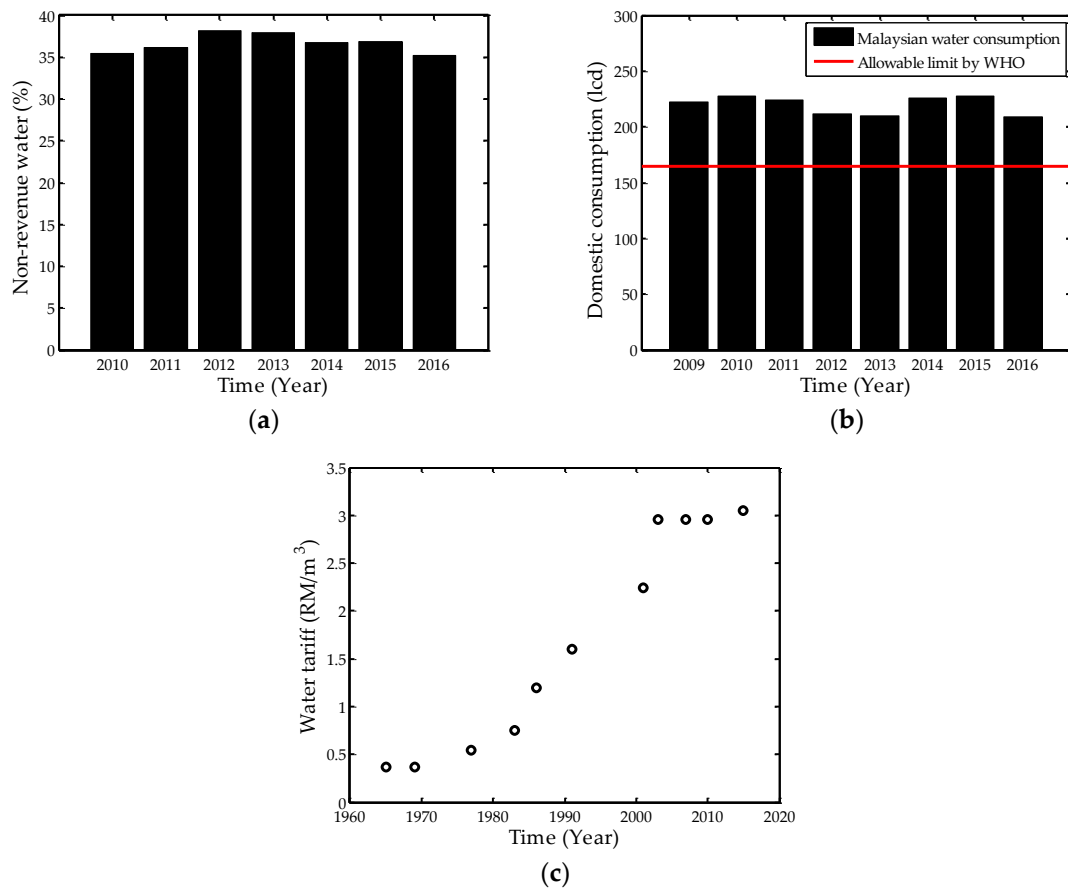 40
35
30
25
20
15
10
5
0
Non-revenue water (%)
2010 2011 2012 2013 2014 2015 2016
Time (Year)
(a)
300
250
200
150
100
50
0
Domestic consumption (lcd)
Malaysian water consumption
Allowable limit by WHO
2009 2010 2011 2012 2013 2014 2015 2016
Time (Year)
(b)
3.5
3
2.5
2
1.5
1
0.5
0
Water tariff (RM/m³)
1960 1970 1980 1990 2000 2010 2020
Time (Year)
(c)